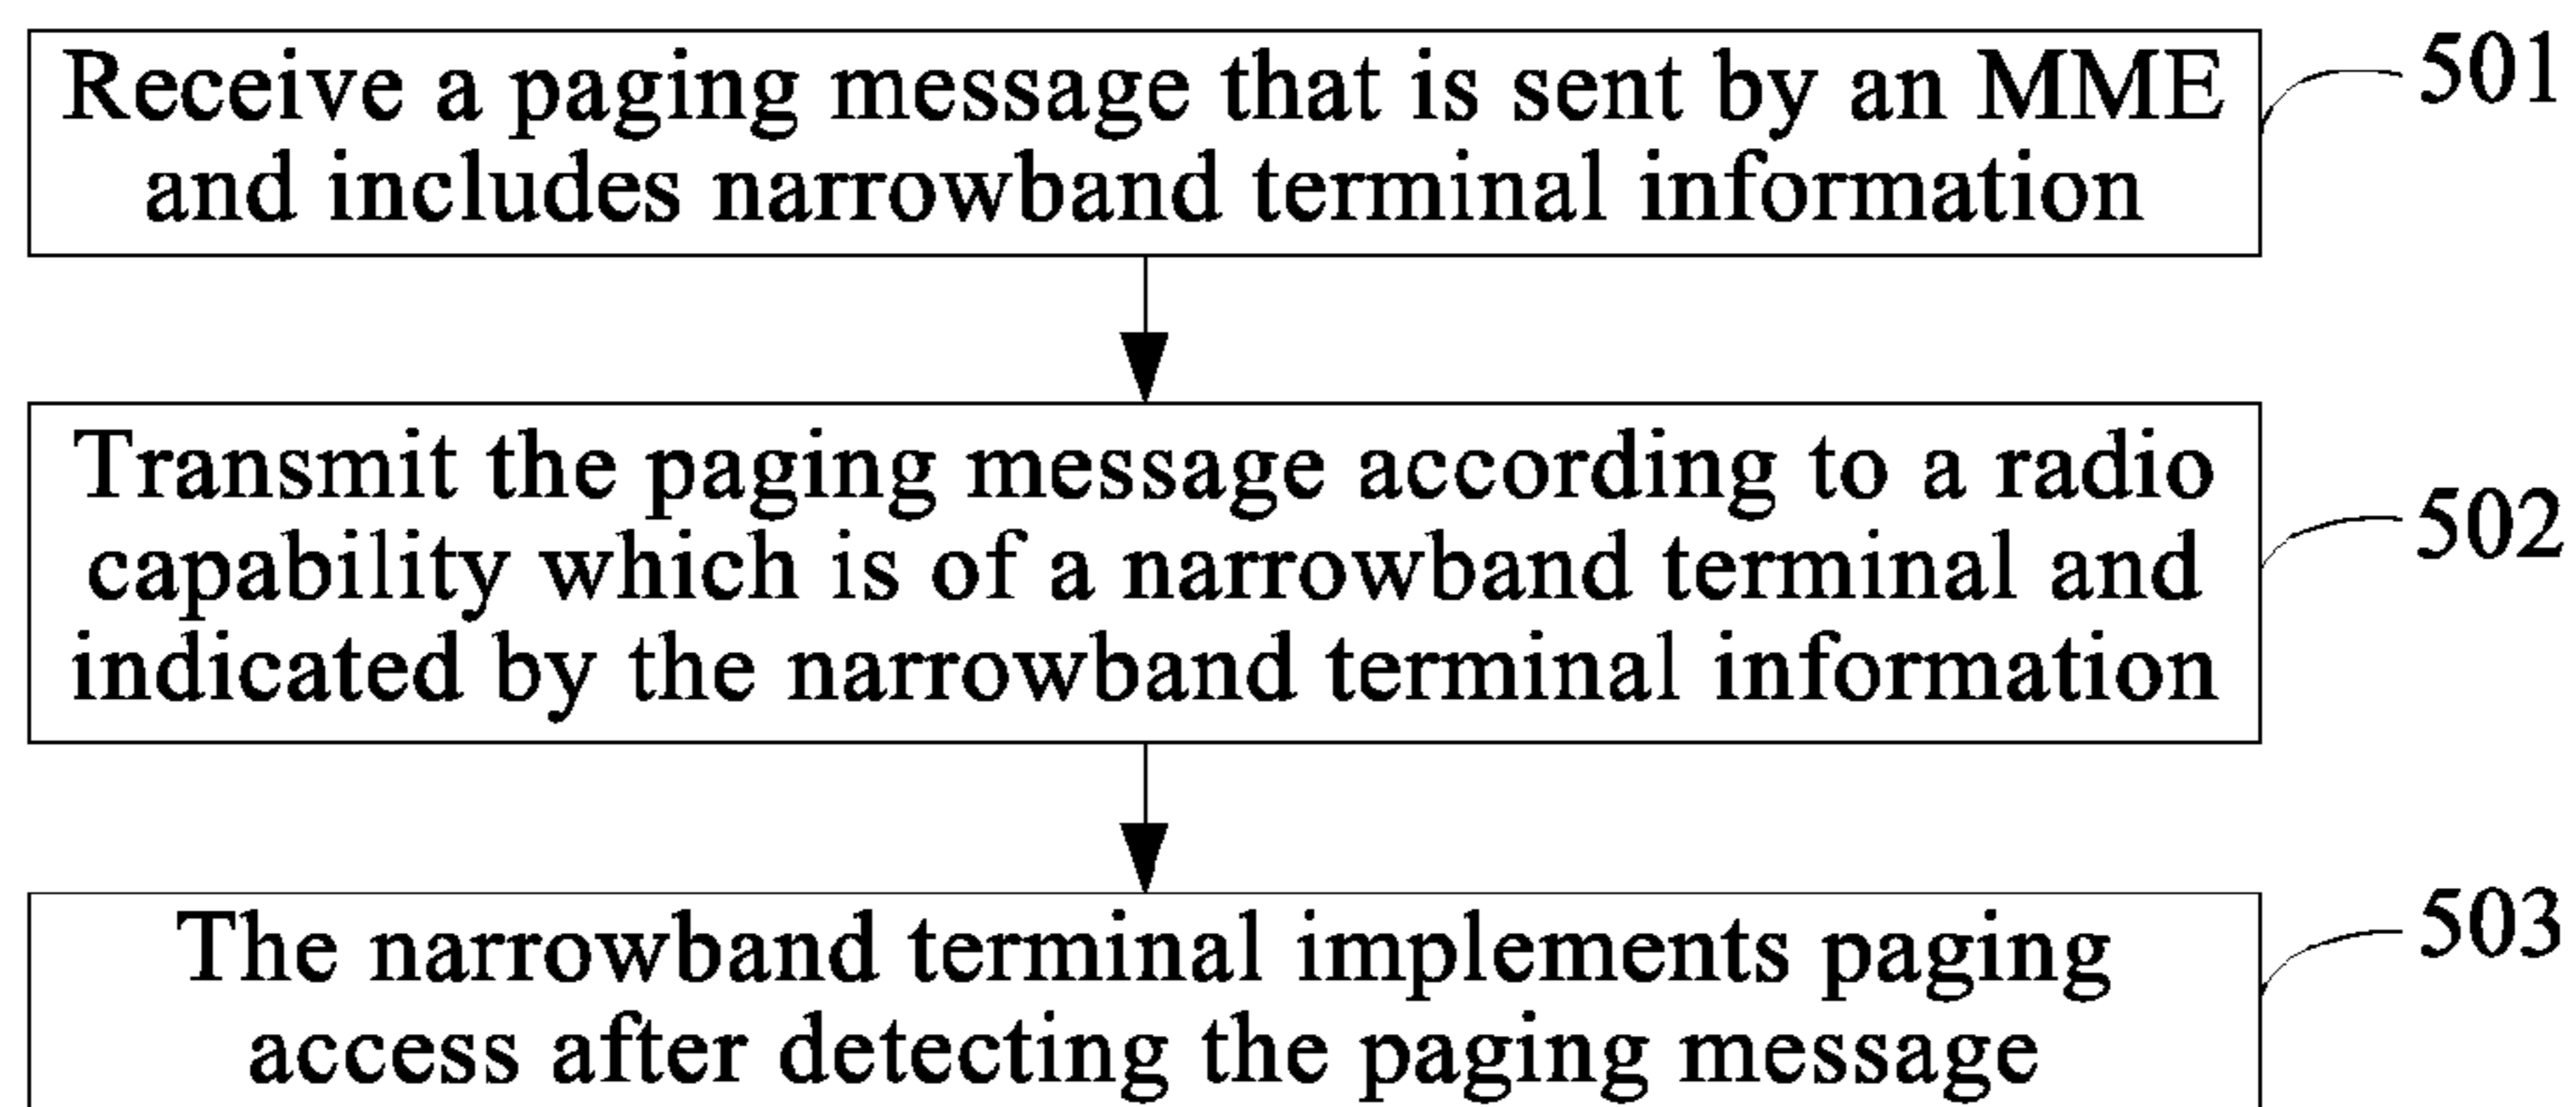 Receive a paging message that is sent by an MME
and includes narrowband terminal information
501
Transmit the paging message according to a radio
capability which is of a narrowband terminal and
indicated by the narrowband terminal information
502
The narrowband terminal implements paging
access after detecting the paging message
503